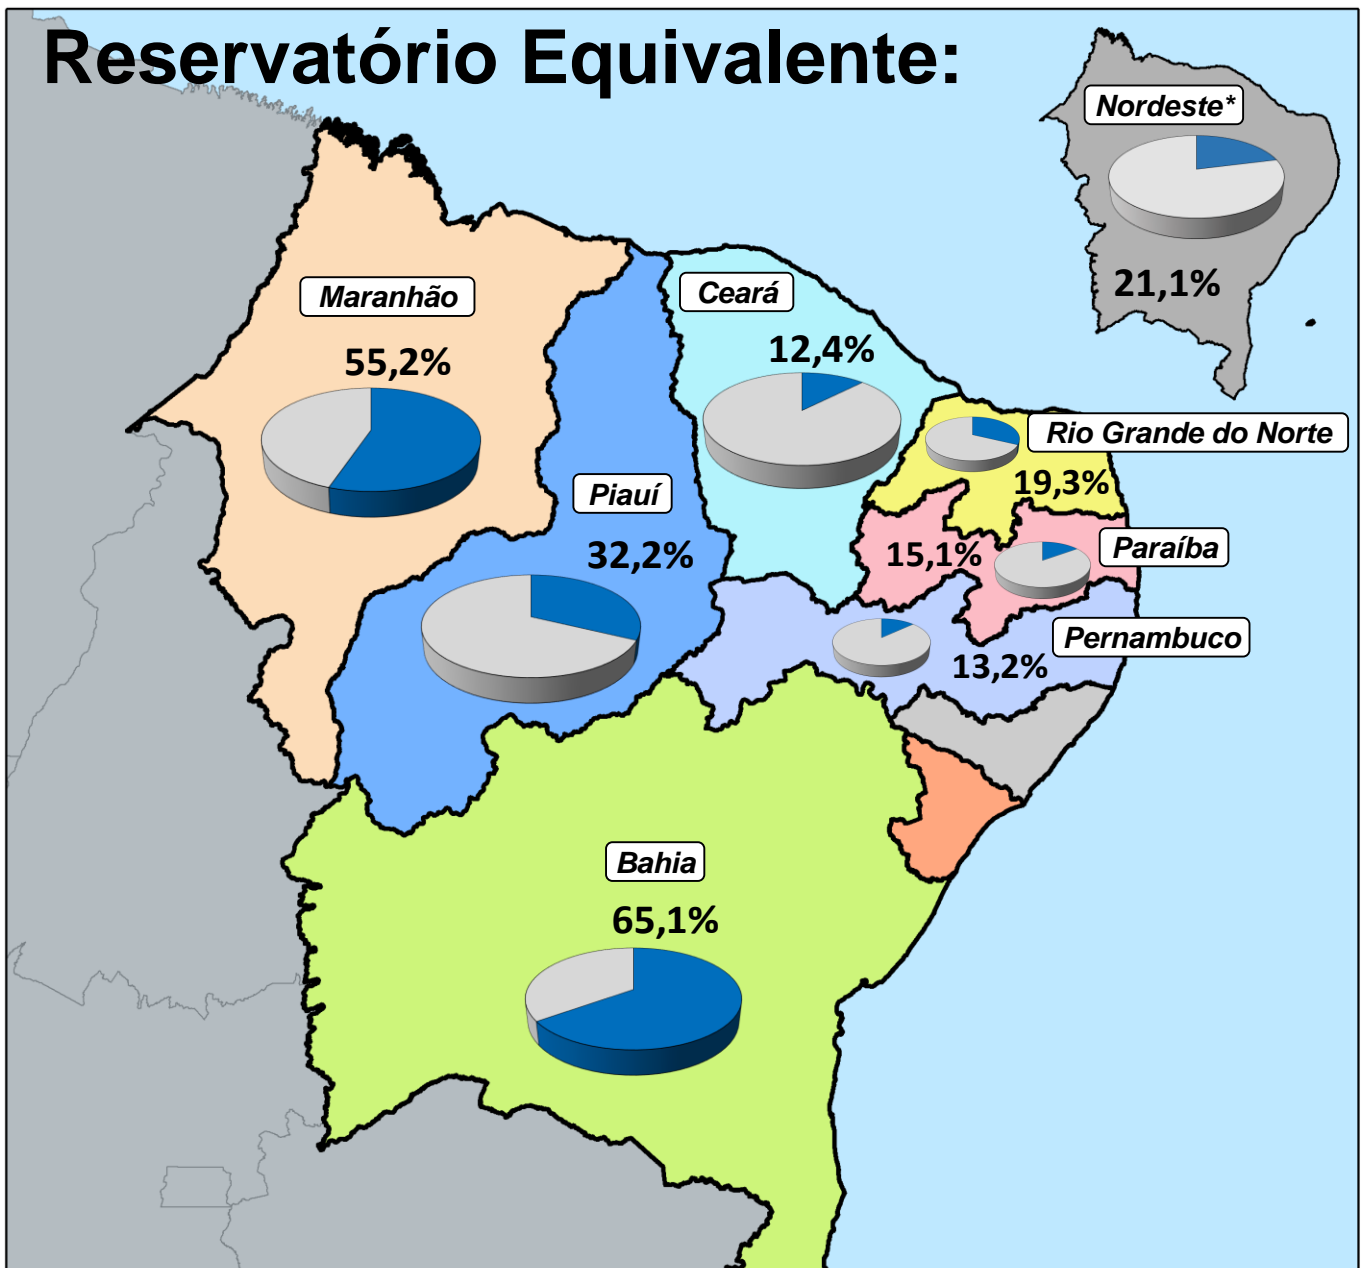 Reservatório Equivalente:
Nordeste*
21,1%
Maranhão
55,2%
Ceará
12,4%
Rio Grande do Norte
19,3%
Piauí
32,2%
Paraíba
15,1%
Pernambuco
13,2%
Bahia
65,1%